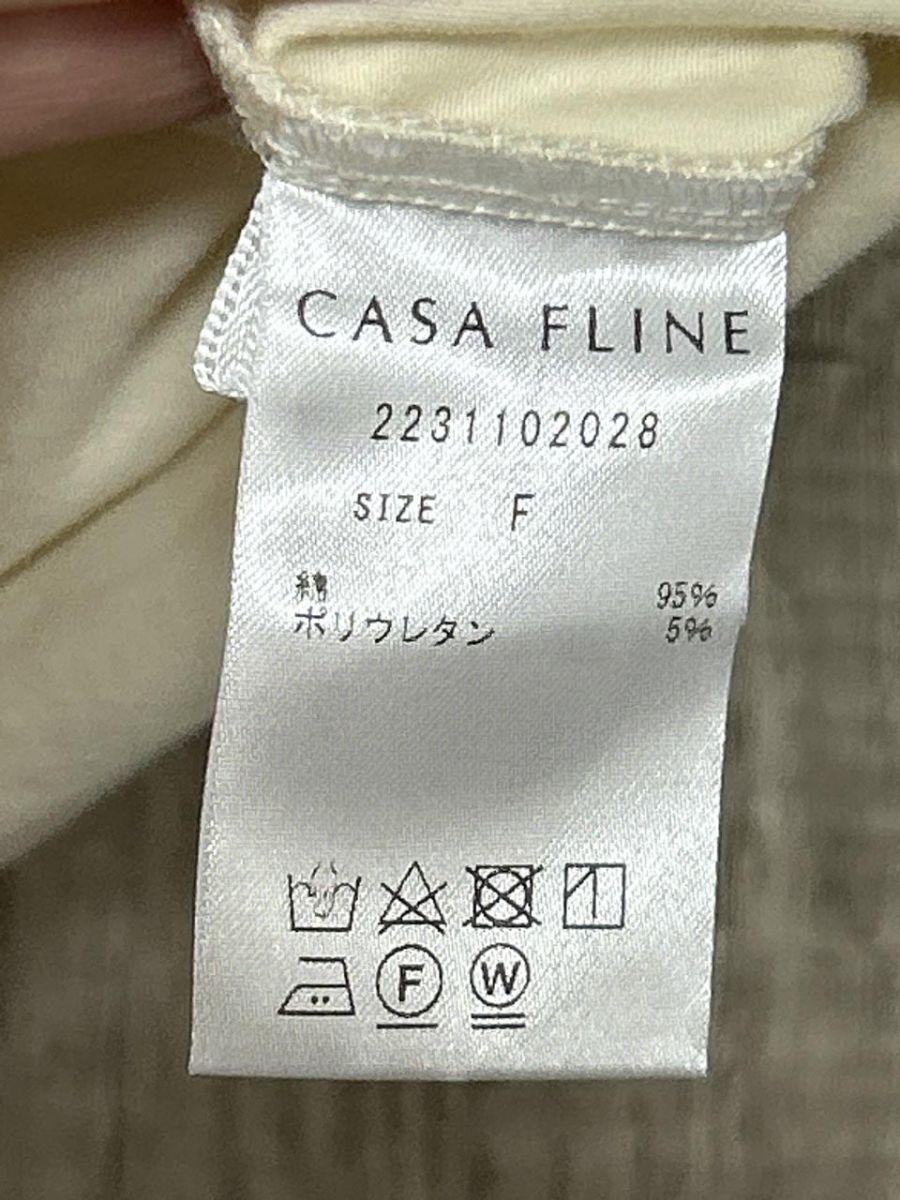 CASA FLINE
2231102028
SIZE F
綿 95%
ポリウレタン 5%
F W